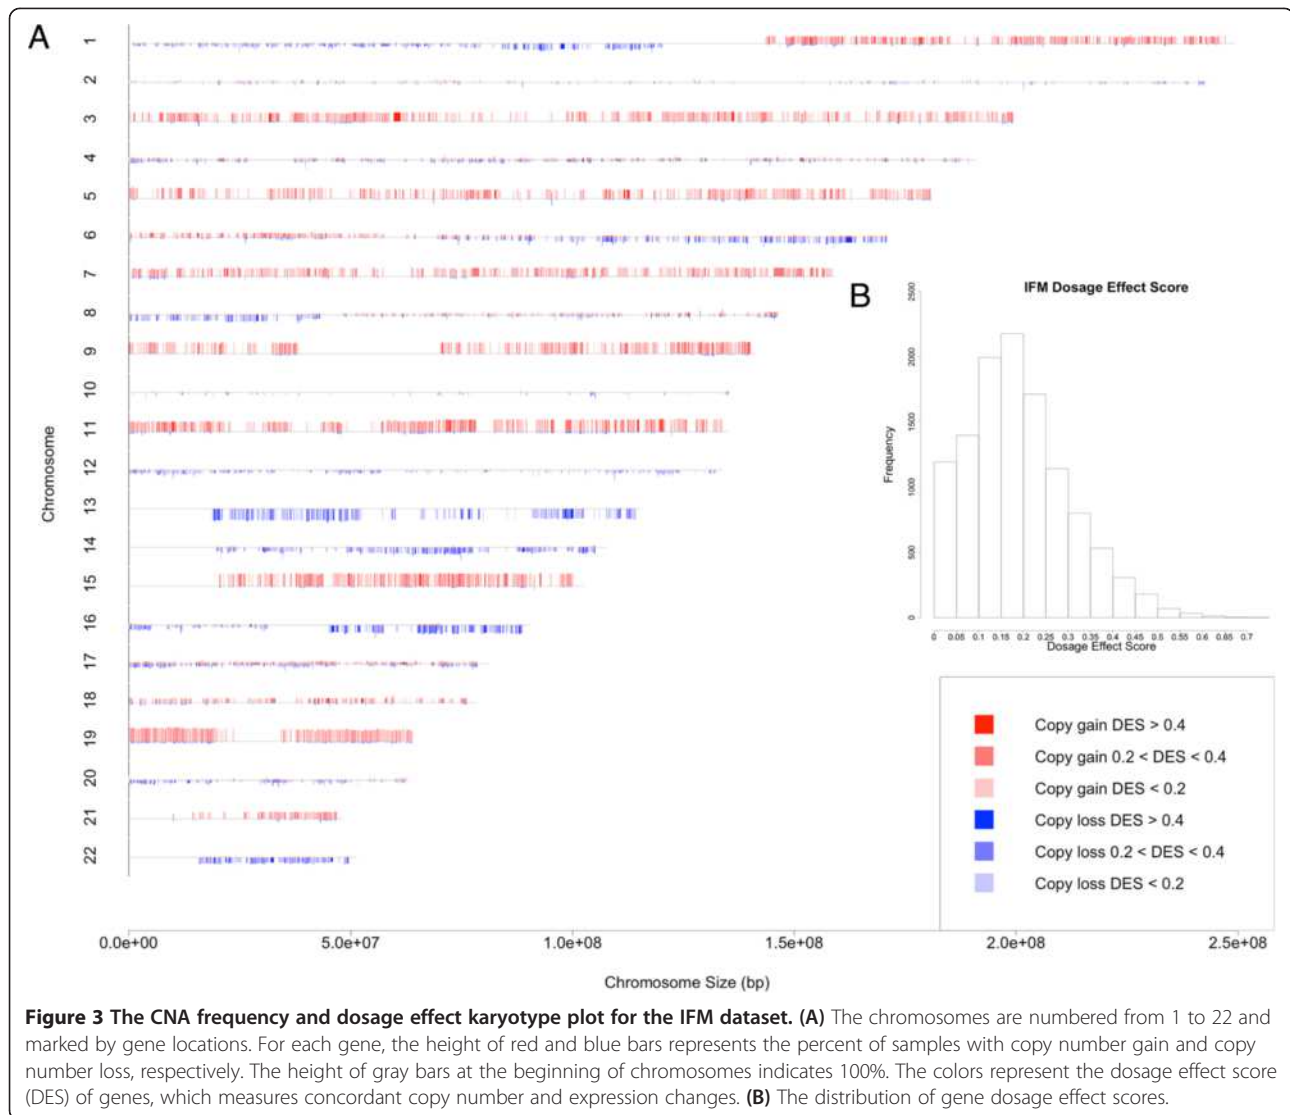 A
1
2
3
4
5
6
7
8
9
10
11
12
13
14
15
16
17
18
19
20
21
22
Chromosome
0.0e+00 5.0e+07 1.0e+08 1.5e+08 2.0e+08 2.5e+08
Chromosome Size (bp)
B
IFM Dosage Effect Score
2500
2000
1500
1000
500
0
Frequency
0 0.05 0.1 0.15 0.2 0.25 0.3 0.35 0.4 0.45 0.5 0.55 0.6 0.65 0.7
Dosage Effect Score
Copy gain DES > 0.4
Copy gain 0.2 < DES < 0.4
Copy gain DES < 0.2
Copy loss DES > 0.4
Copy loss 0.2 < DES < 0.4
Copy loss DES < 0.2
Figure 3 The CNA frequency and dosage effect karyotype plot for the IFM dataset. (A) The chromosomes are numbered from 1 to 22 and
marked by gene locations. For each gene, the height of red and blue bars represents the percent of samples with copy number gain and copy
number loss, respectively. The height of gray bars at the beginning of chromosomes indicates 100%. The colors represent the dosage effect score
(DES) of genes, which measures concordant copy number and expression changes. (B) The distribution of gene dosage effect scores.